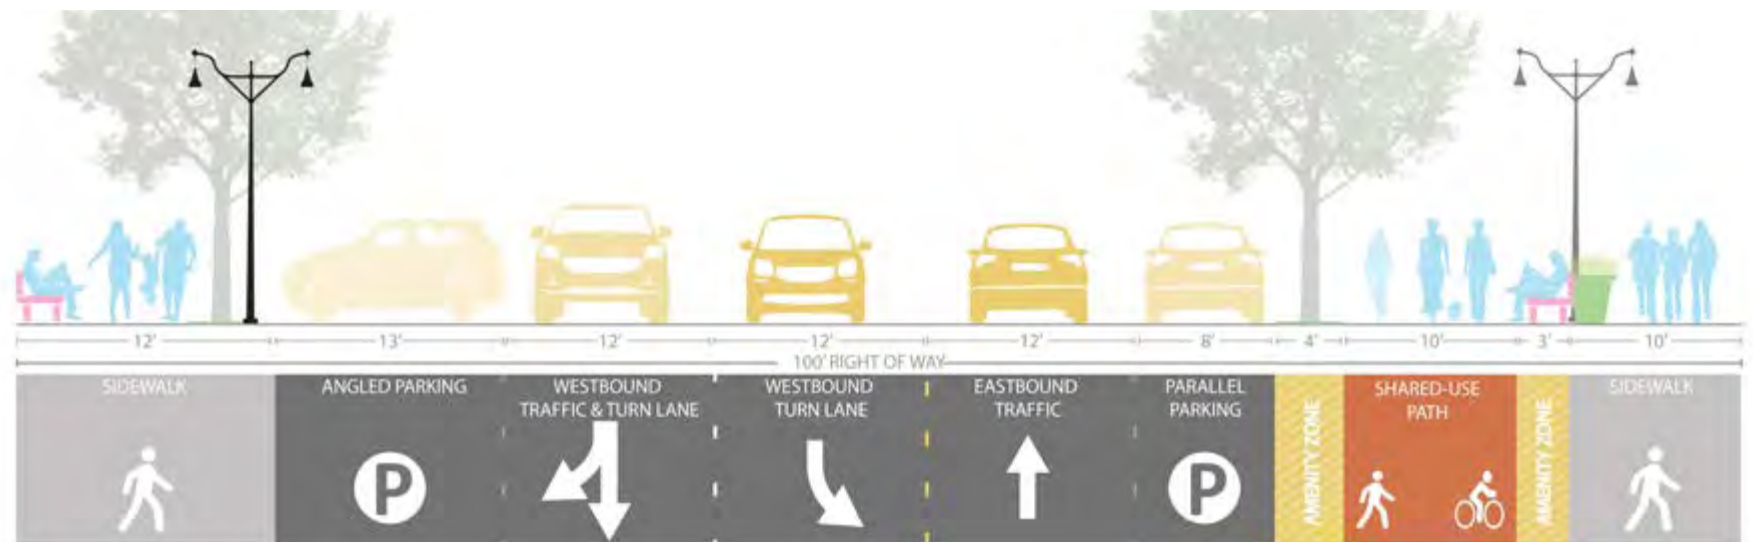 12' 13' 12' 12' 12' 8' 4' 10' 3' 10'
100' RIGHT OF WAY
SIDEWALK
ANGLED PARKING
WESTBOUND
TRAFFIC & TURN LANE
WESTBOUND
TURN LANE
EASTBOUND
TRAFFIC
PARALLEL
PARKING
AMENITY ZONE
SHARED-USE
PATH
AMENITY ZONE
SIDEWALK
P
P